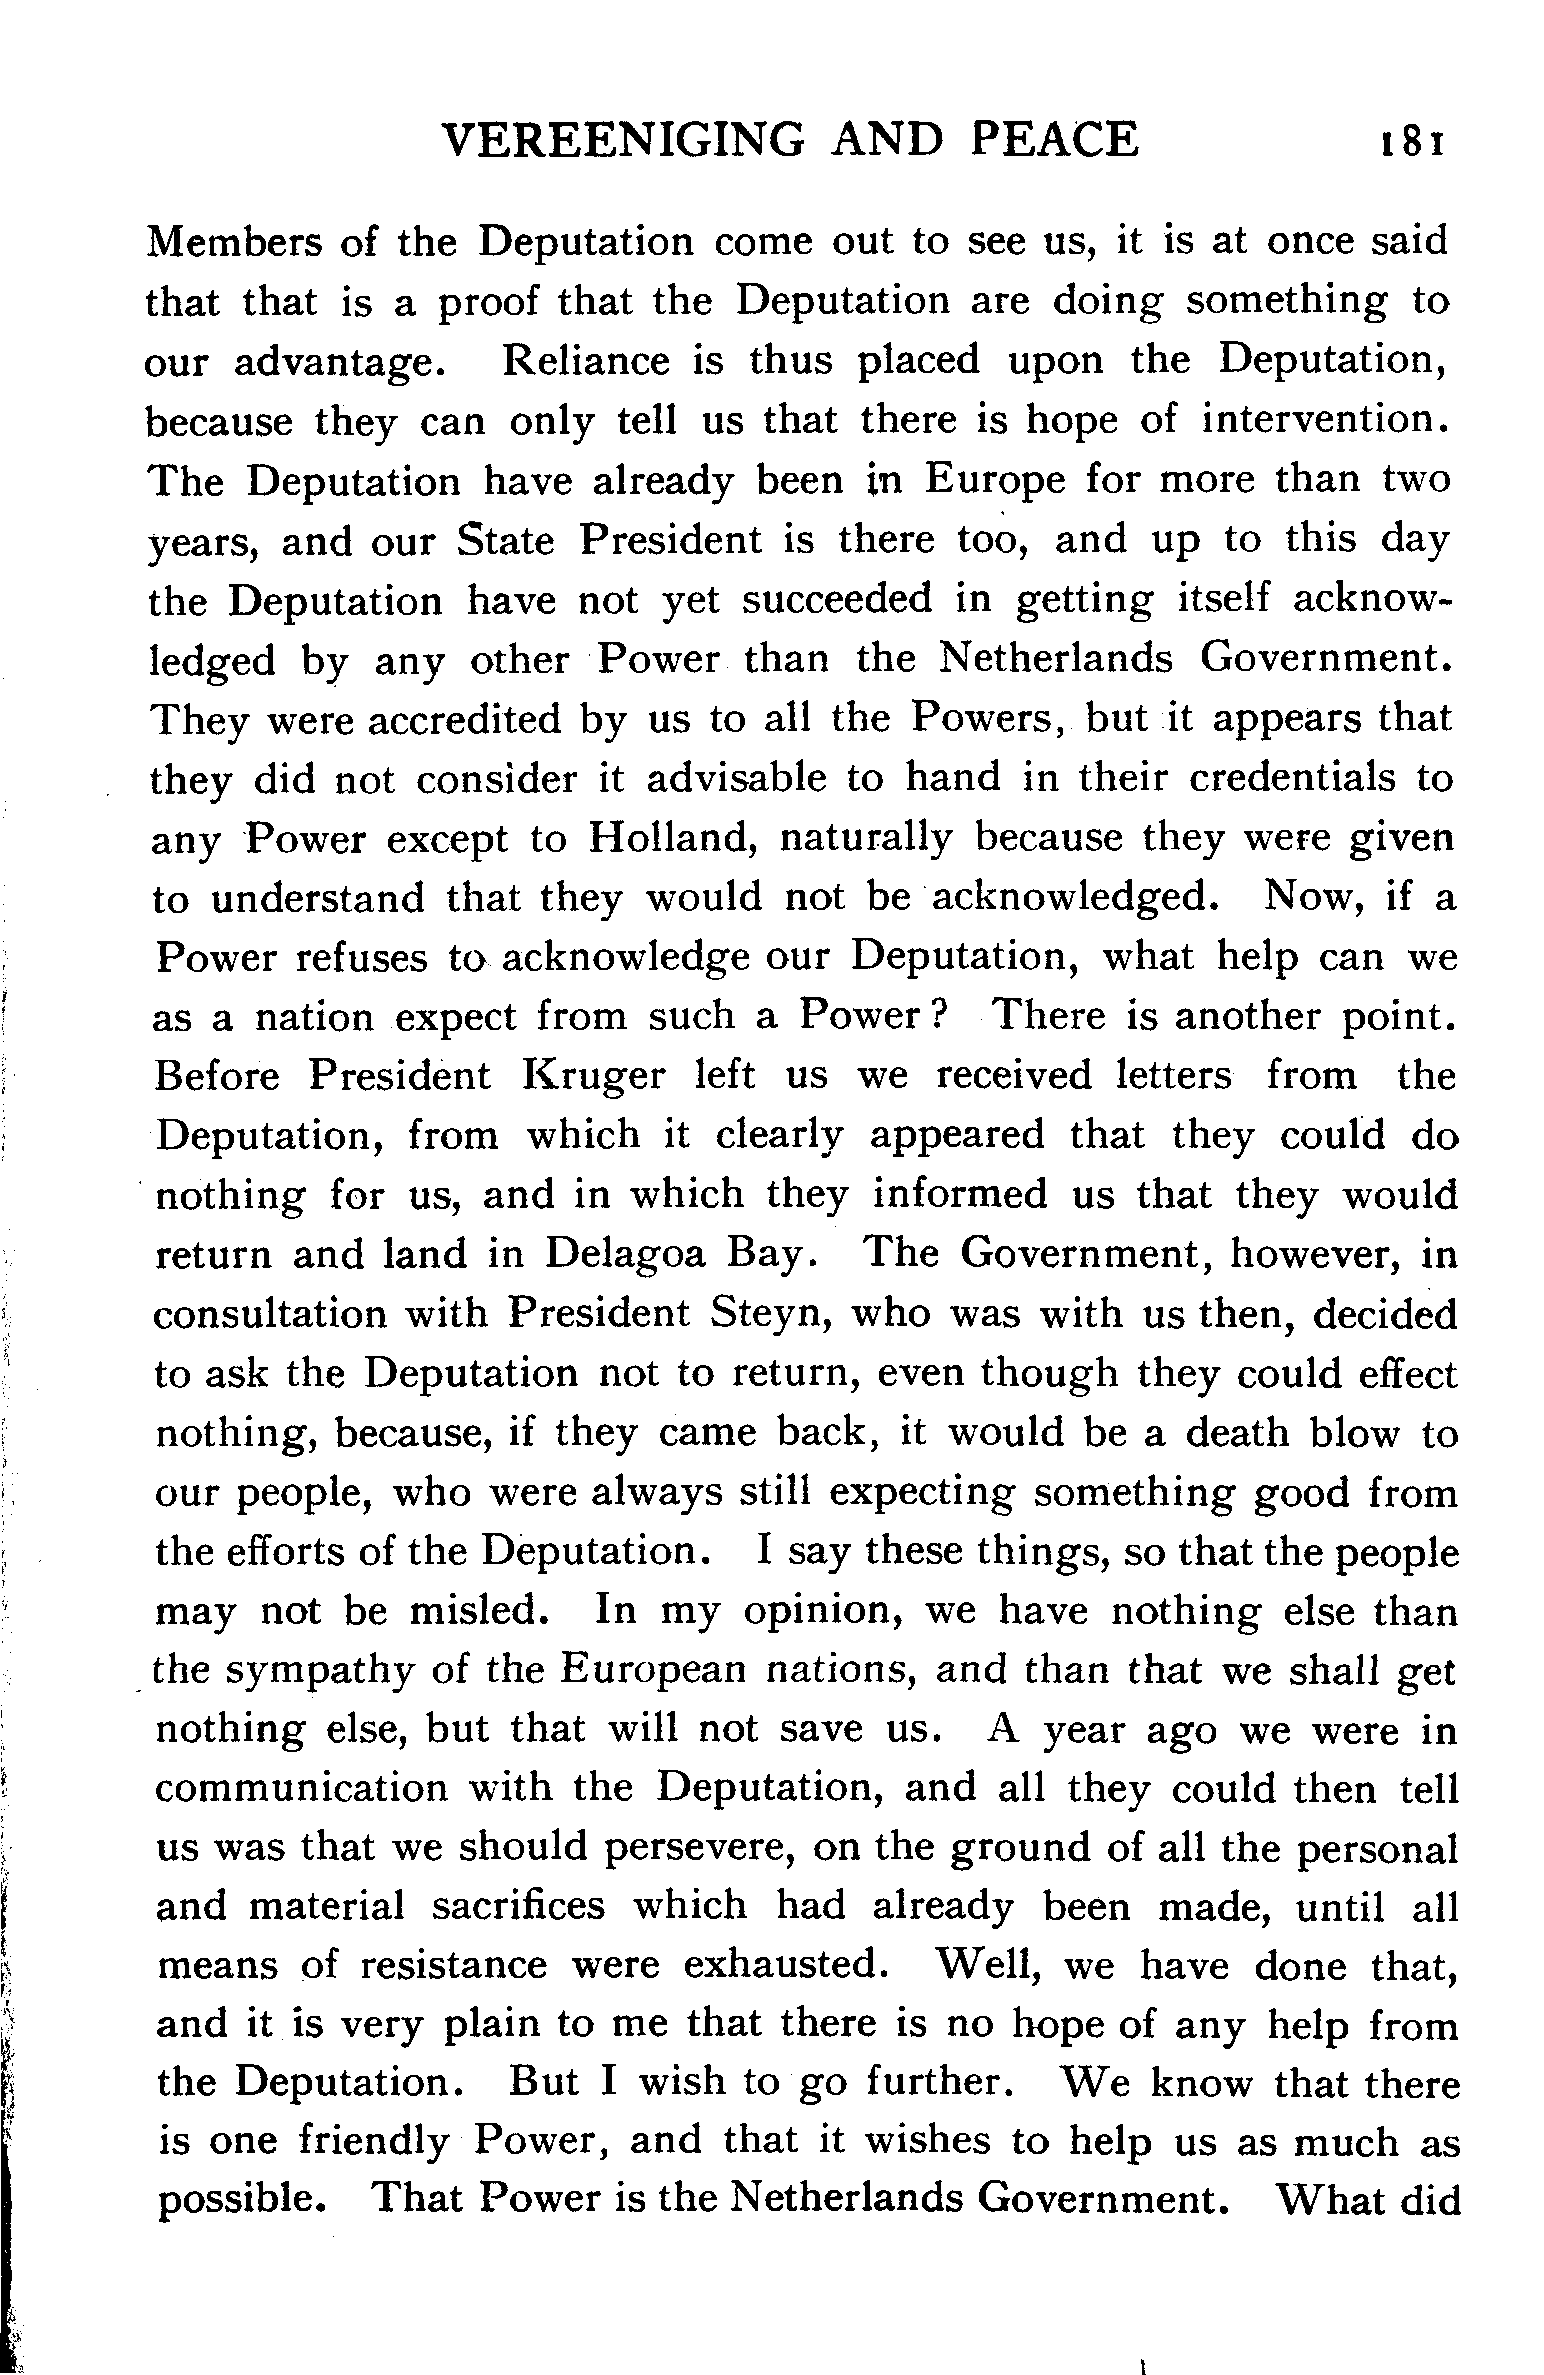 VEREENIGING AND PEACE 181
Members of the Deputation come out to see us, it is at once said
that that is a proof that the Deputation are doing something to
our advantage. Reliance is thus placed upon the Deputation,
because they can only tell us that there is hope of intervention.
The Deputation have already been in Europe for more than two
years, and our State President is there too, and up to this day
the Deputation have not yet succeeded in getting itself acknow-
ledged by any other Power than the Netherlands Government.
They were accredited by us to all the Powers, but it appears that
they did not consider it advisable to hand in their credentials to
any Power except to Holland, naturally because they were given
to understand that they would not be acknowledged. Now, if a
Power refuses to acknowledge our Deputation, what help can we
as a nation expect from such a Power? There is another point.
Before President Kruger left us we received letters from the
Deputation, from which it clearly appeared that they could do
nothing for us, and in which they informed us that they would
return and land in Delagoa Bay. The Government, however, in
consultation with President Steyn, who was with us then, decided
to ask the Deputation not to return, even though they could effect
nothing, because, if they came back, it would be a death blow to
our people, who were always still expecting something good from
the efforts of the Deputation. I say these things, so that the people
may not be misled. In my opinion, we have nothing else than
the sympathy of the European nations, and than that we shall get
nothing else, but that will not save us. A year ago we were in
communication with the Deputation, and all they could then tell
us was that we should persevere, on the ground of all the personal
and material sacrifices which had already been made, until all
means of resistance were exhausted. Well, we have done that,
and it is very plain to me that there is no hope of any help from
the Deputation. But I wish to go further. We know that there
is one friendly Power, and that it wishes to help us as much as
possible. That Power is the Netherlands Government. What did